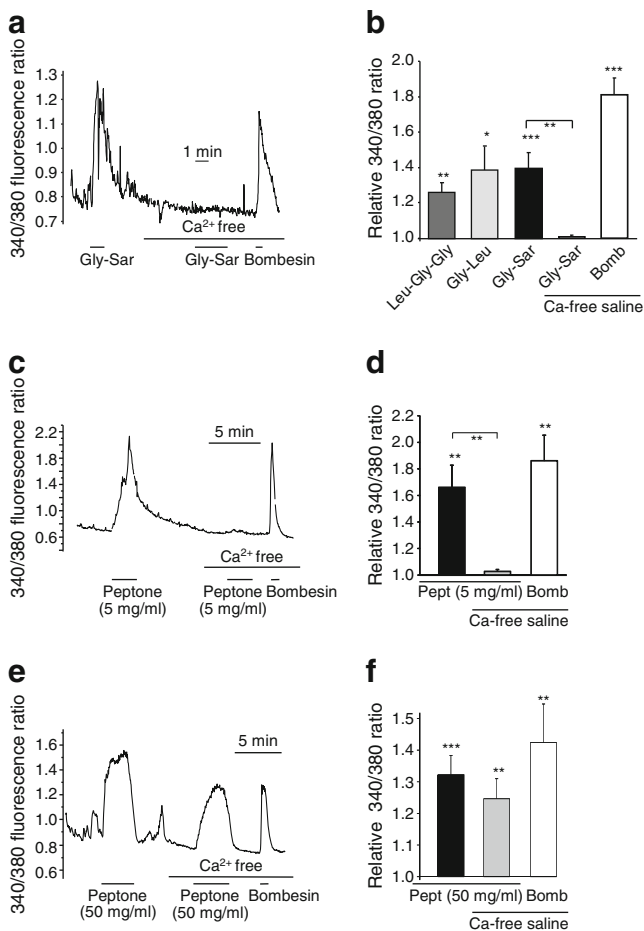 a
340/380 fluorescence ratio
1.3
1.2
1.1
1.0
0.9
0.8
0.7
1 min
Ca2+ free
Gly-Sar
Gly-Sar
Bombesin
b
Relative 340/380 ratio
2.0
1.8
1.6
1.4
1.2
1.0
**
*
***
**
***
Leu-Gly-Gly
Gly-Leu
Gly-Sar
Gly-Sar
Bomb
Ca-free saline
c
340/380 fluorescence ratio
2.2
1.8
1.4
1.0
0.6
5 min
Ca2+ free
Peptone
(5 mg/ml)
Peptone
(5 mg/ml)
Bombesin
d
Relative 340/380 ratio
2.2
2.0
1.8
1.6
1.4
1.2
1.0
**
**
**
Pept (5 mg/ml)
Bomb
Ca-free saline
e
340/380 fluorescence ratio
1.6
1.4
1.2
1.0
0.8
0.6
5 min
Ca2+ free
Peptone
(50 mg/ml)
Peptone
(50 mg/ml)
Bombesin
f
Relative 340/380 ratio
1.5
1.4
1.3
1.2
1.1
1.0
***
**
**
Pept (50 mg/ml)
Bomb
Ca-free saline